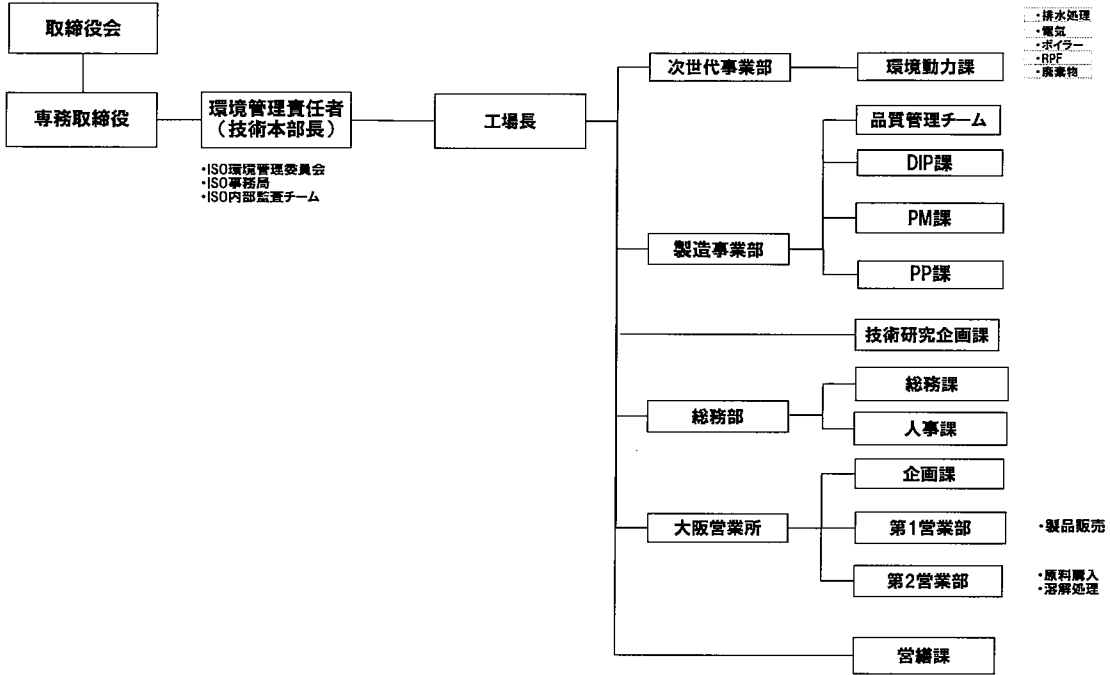 取締役会
専務取締役
環境管理責任者
（技術本部長）
・ISO環境管理委員会
・ISO事務局
・ISO内部監査チーム
工場長
次世代事業部
環境動力課
・排水処理
・電気
・ボイラー
・RPF
・廃棄物
製造事業部
品質管理チーム
DIP課
PM課
PP課
技術研究企画課
総務部
総務課
人事課
大阪営業所
企画課
第1営業部
・製品販売
第2営業部
・原料購入
・溶解処理
営繕課